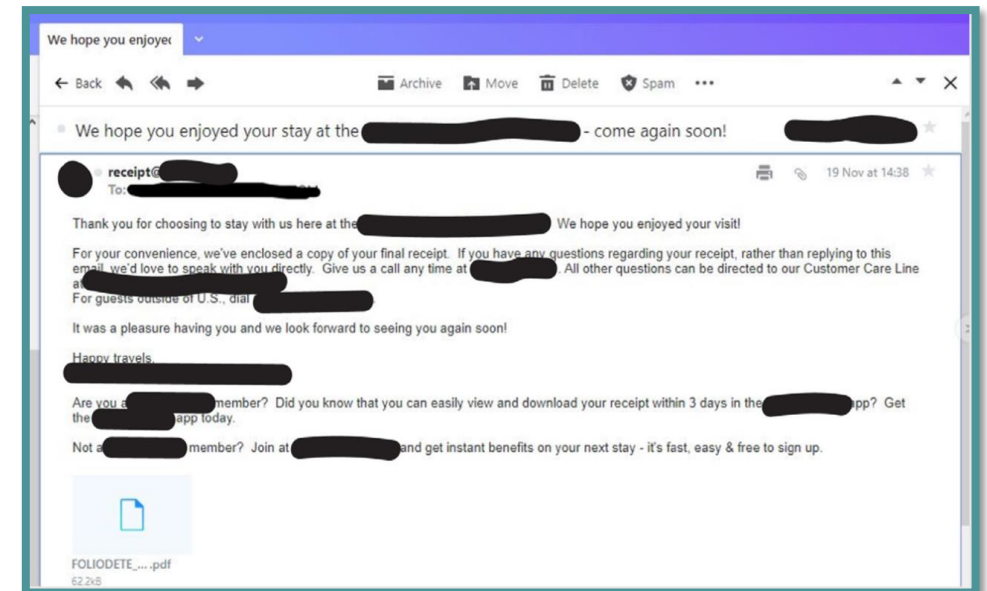 We hope you enjoyed
Back Archive Move Delete Spam
We hope you enjoyed your stay at the - come again soon!
receipt@ 19 Nov at 14:38
To:
Thank you for choosing to stay with us here at the We hope you enjoyed your visit!
For your convenience, we've enclosed a copy of your final receipt. If you have any questions regarding your receipt, rather than replying to this
email, we'd love to speak with you directly. Give us a call any time at . All other questions can be directed to our Customer Care Line
at
For guests outside of U.S., dial
It was a pleasure having you and we look forward to seeing you again soon!
Happy travels,
Are you a member? Did you know that you can easily view and download your receipt within 3 days in the app? Get
the app today.
Not a member? Join at and get instant benefits on your next stay - it's fast, easy & free to sign up.
FOLIODETE_... .pdf
62.2kB